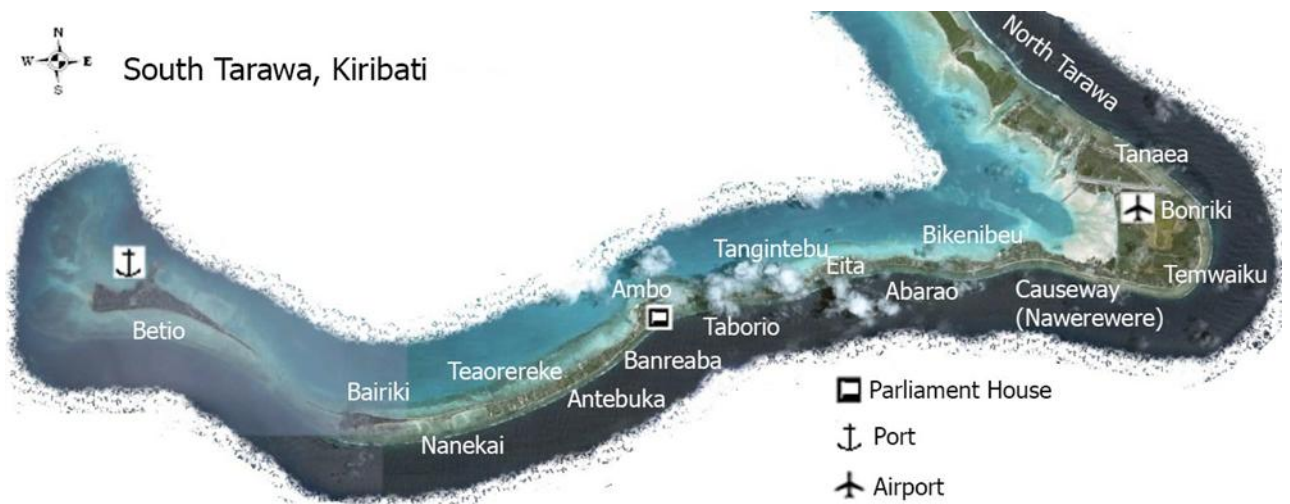 N
W E
S
South Tarawa, Kiribati
North Tarawa
Tanaea
Bonriki
Bikenibeu
Tangintebu
Eita
Temwaiku
Ambo
Abarao
Causeway
(Nawerewere)
Taborio
Betio
Banreaba
Teaorereke
Bairiki
Antebuka
Nanekai
Parliament House
Port
Airport